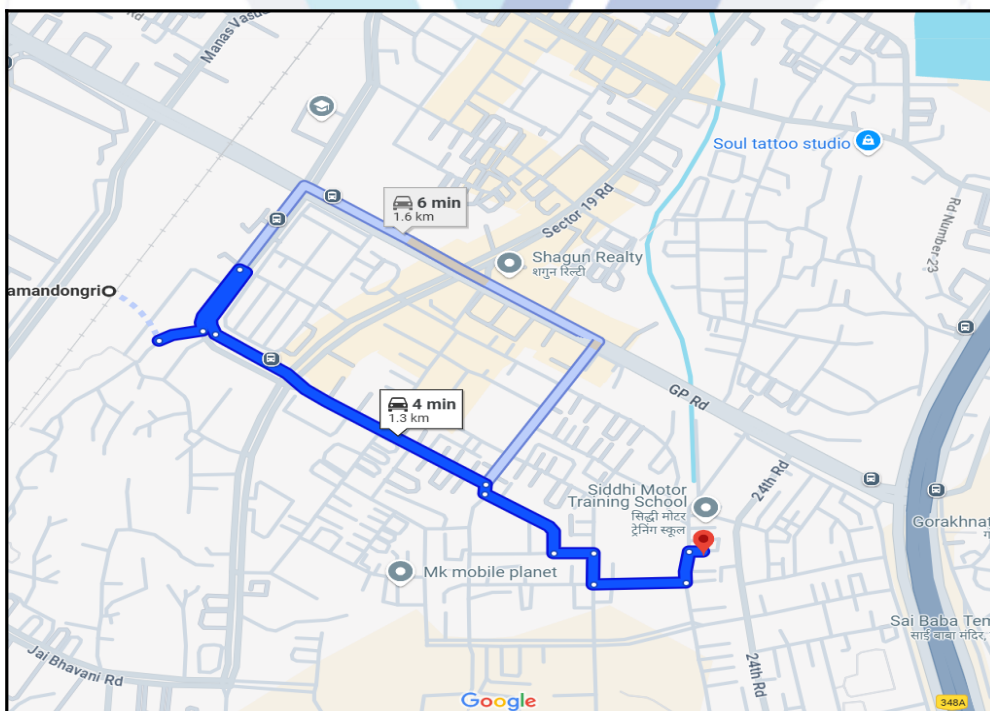 Manas Vasu
Rd
Soul tattoo studio
6 min
1.6 km
Sector 19 Rd
Rd Number-23
Shagun Realty
शगुन रिल्टी
amandongri
GP Rd
4 min
1.3 km
24th Rd
Siddhi Motor
Training School
सिद्धी मोटर
ट्रेनिंग स्कूल
Gorakhnat
ग
Mk mobile planet
Sai Baba Tem
साई बाबा मंदिर,
Jai Bhavani Rd
24th Rd
Google
348A